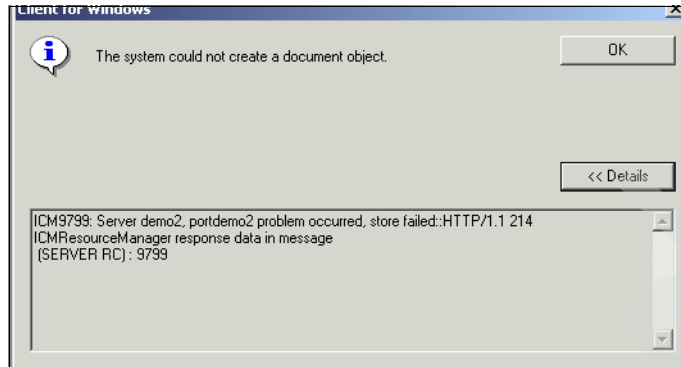 Client for Windows
The system could not create a document object.
OK
<< Details
ICM9799: Server demo2, portdemo2 problem occurred, store failed::HTTP/1.1 214
ICMResourceManager response data in message
(SERVER RC) : 9799